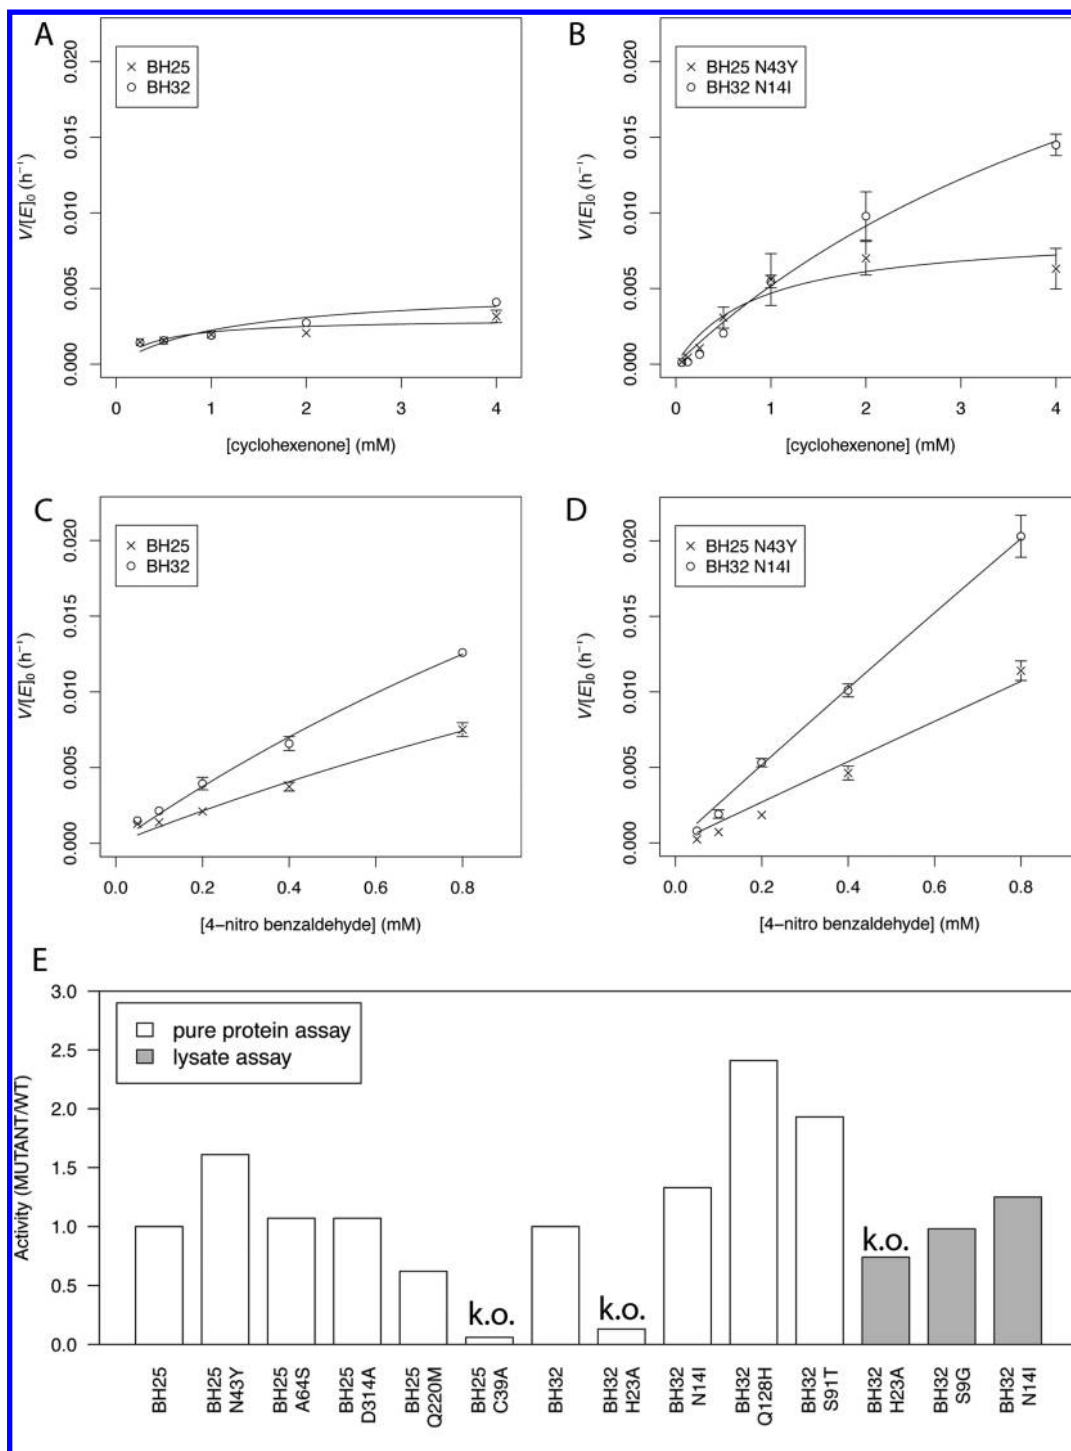 A
× BH25
○ BH32
V/[E]₀ (h⁻¹)
0.000 0.005 0.010 0.015 0.020
0 1 2 3 4
[cyclohexenone] (mM)
B
× BH25 N43Y
○ BH32 N14I
V/[E]₀ (h⁻¹)
0.000 0.005 0.010 0.015 0.020
0 1 2 3 4
[cyclohexenone] (mM)
C
× BH25
○ BH32
V/[E]₀ (h⁻¹)
0.000 0.005 0.010 0.015 0.020
0.0 0.2 0.4 0.6 0.8
[4−nitro benzaldehyde] (mM)
D
× BH25 N43Y
○ BH32 N14I
V/[E]₀ (h⁻¹)
0.000 0.005 0.010 0.015 0.020
0.0 0.2 0.4 0.6 0.8
[4−nitro benzaldehyde] (mM)
E
pure protein assay
lysate assay
Activity (MUTANT/WT)
3.0
2.5
2.0
1.5
1.0
0.5
0.0
k.o.
k.o.
k.o.
BH25
BH25 N43Y
BH25 A64S
BH25 D314A
BH25 Q220M
BH25 C39A
BH32
BH32 H23A
BH32 N14I
BH32 Q128H
BH32 S91T
BH32 H23A
BH32 S9G
BH32 N14I